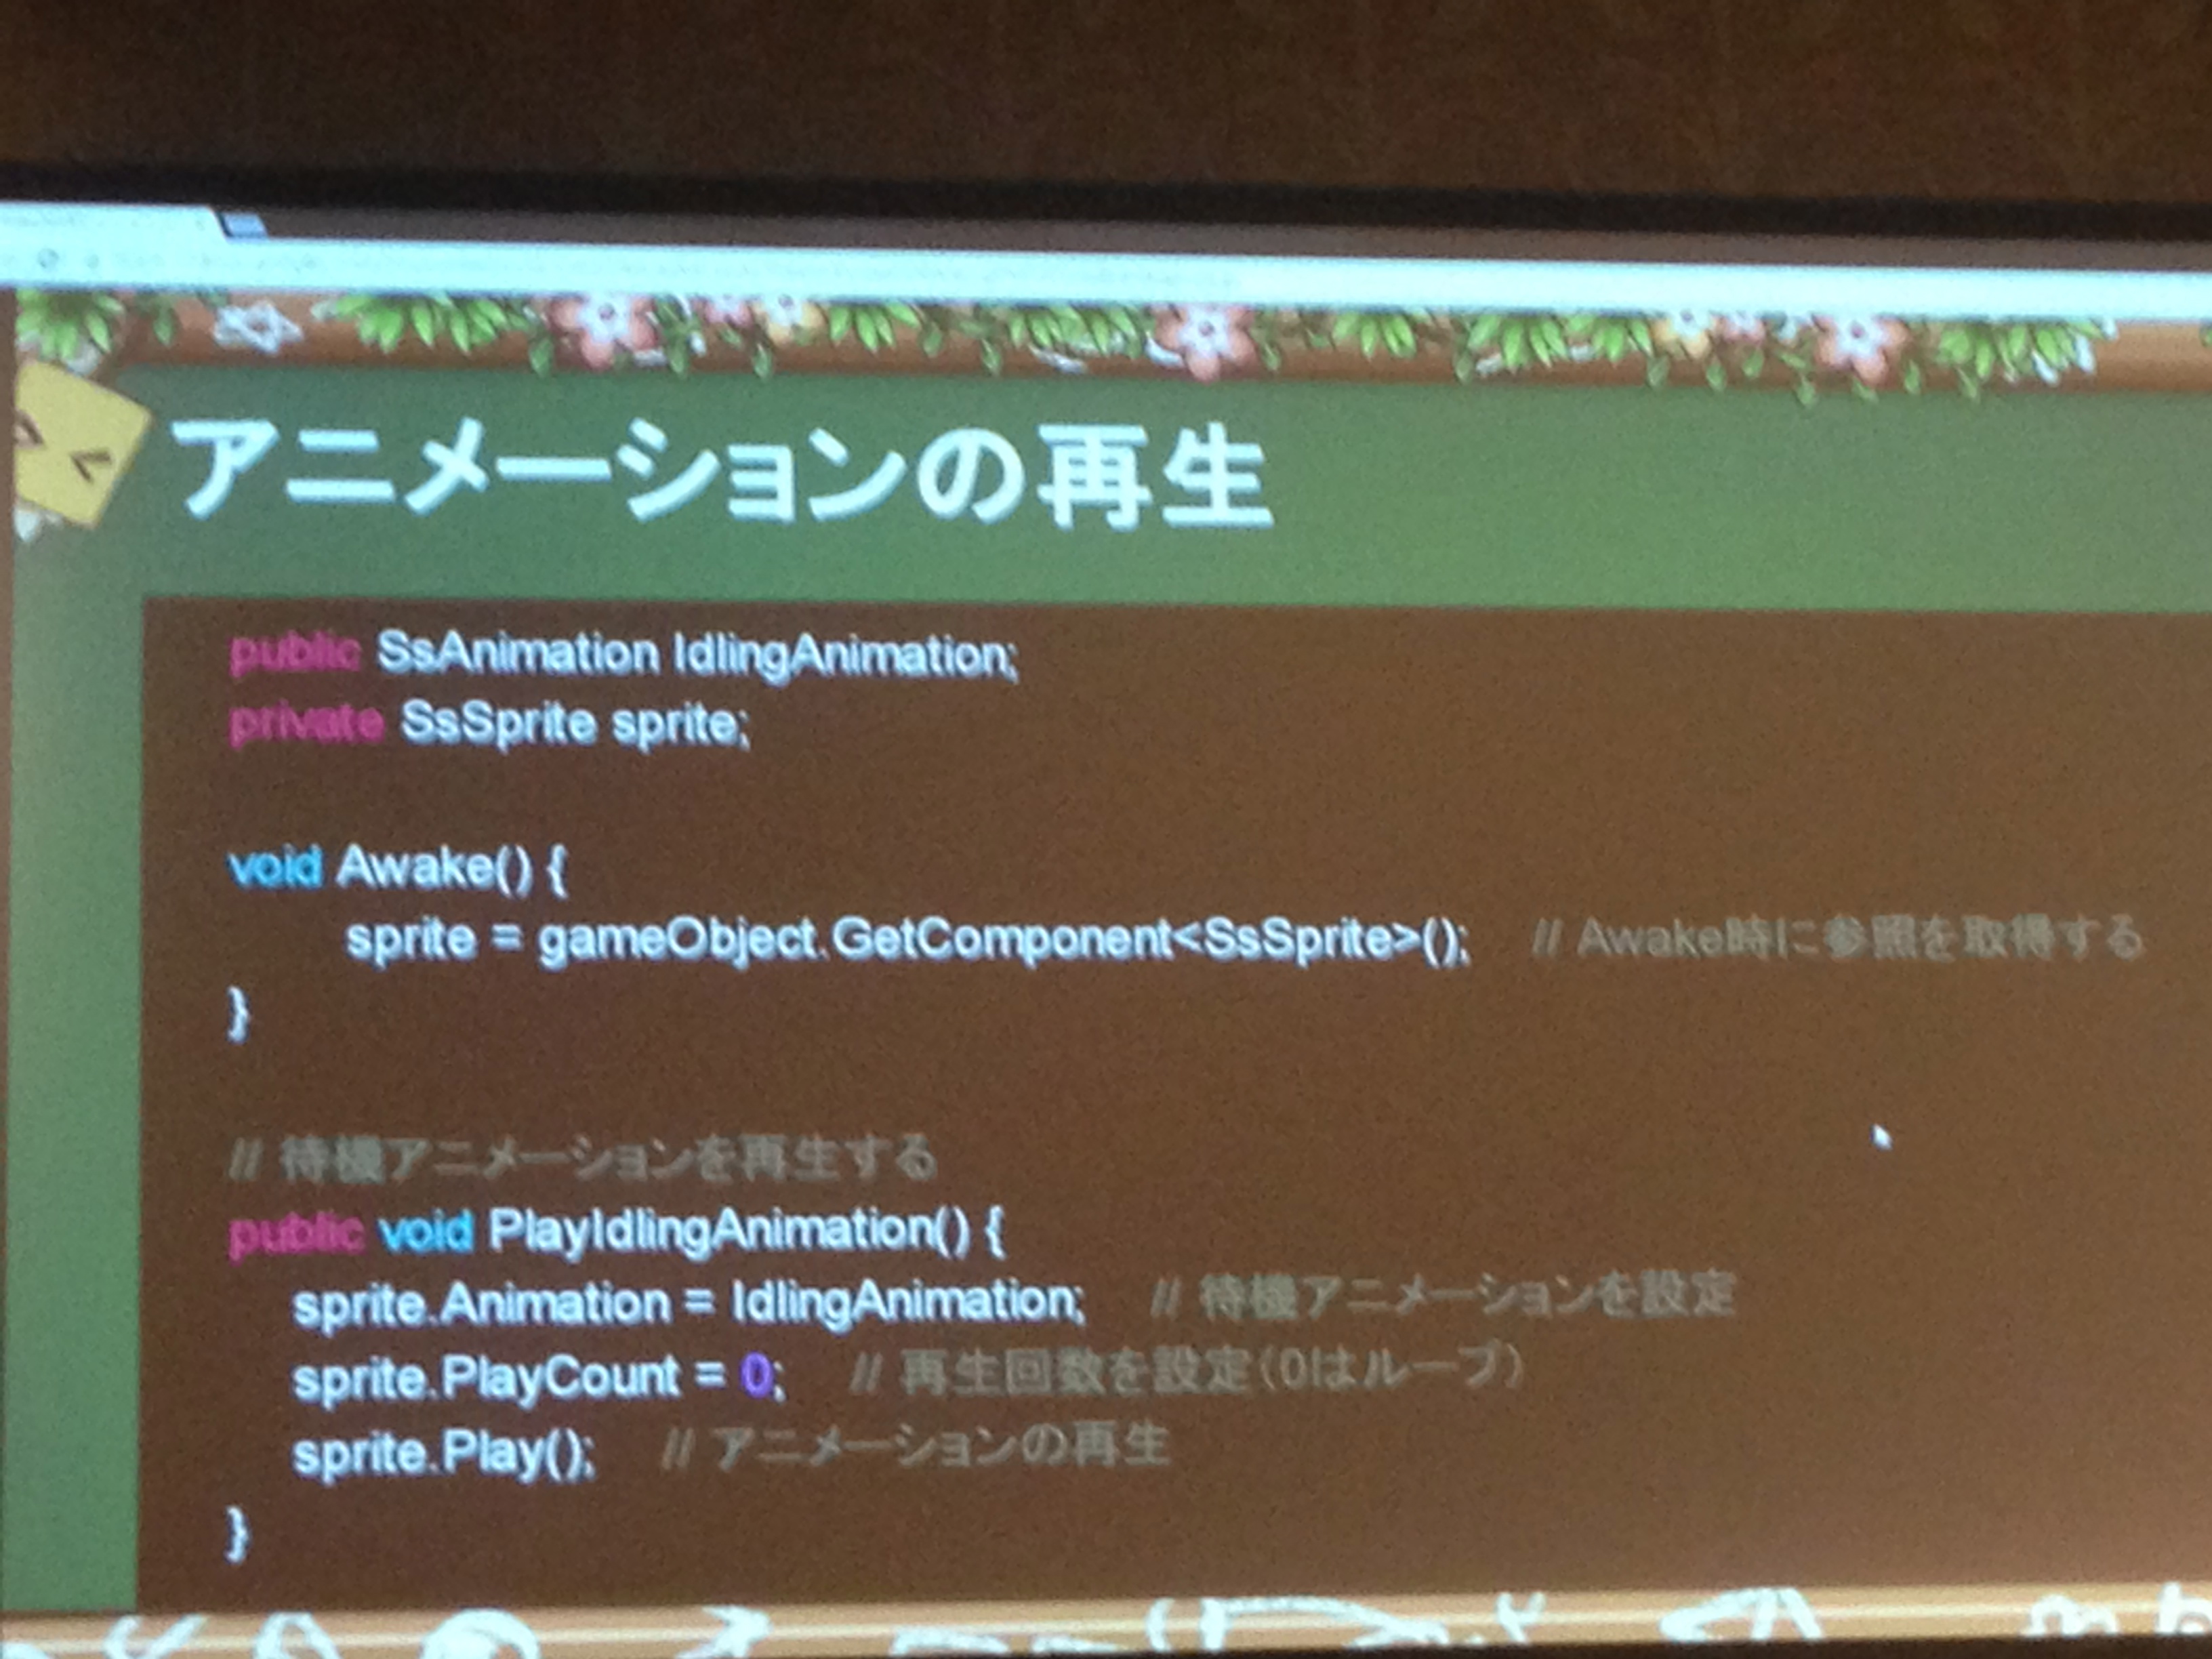 アニメーションの再生
public SsAnimation IdlingAnimation;
private SsSprite sprite;
void Awake() {
sprite = gameObject.GetComponent<SsSprite>(); // Awake時に参照を取得する
}
// 待機アニメーションを再生する
public void PlayIdlingAnimation() {
sprite.Animation = IdlingAnimation; // 待機アニメーションを設定
sprite.PlayCount = 0; // 再生回数を設定(0はループ)
sprite.Play(); // アニメーションの再生
}